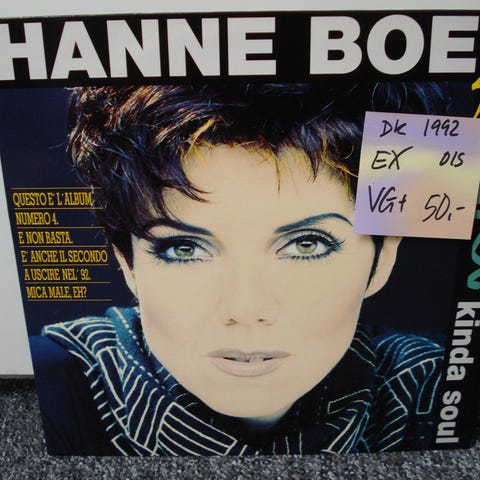 HANNE BOE
DK 1992
EX OIS
VG+ 50,-
QUESTO E' L'ALBUM
NUMERO 4.
E NON BASTA.
E' ANCHE IL SECONDO
A USCIRE NEL' 92.
MICA MALE, EH?
kinda soul